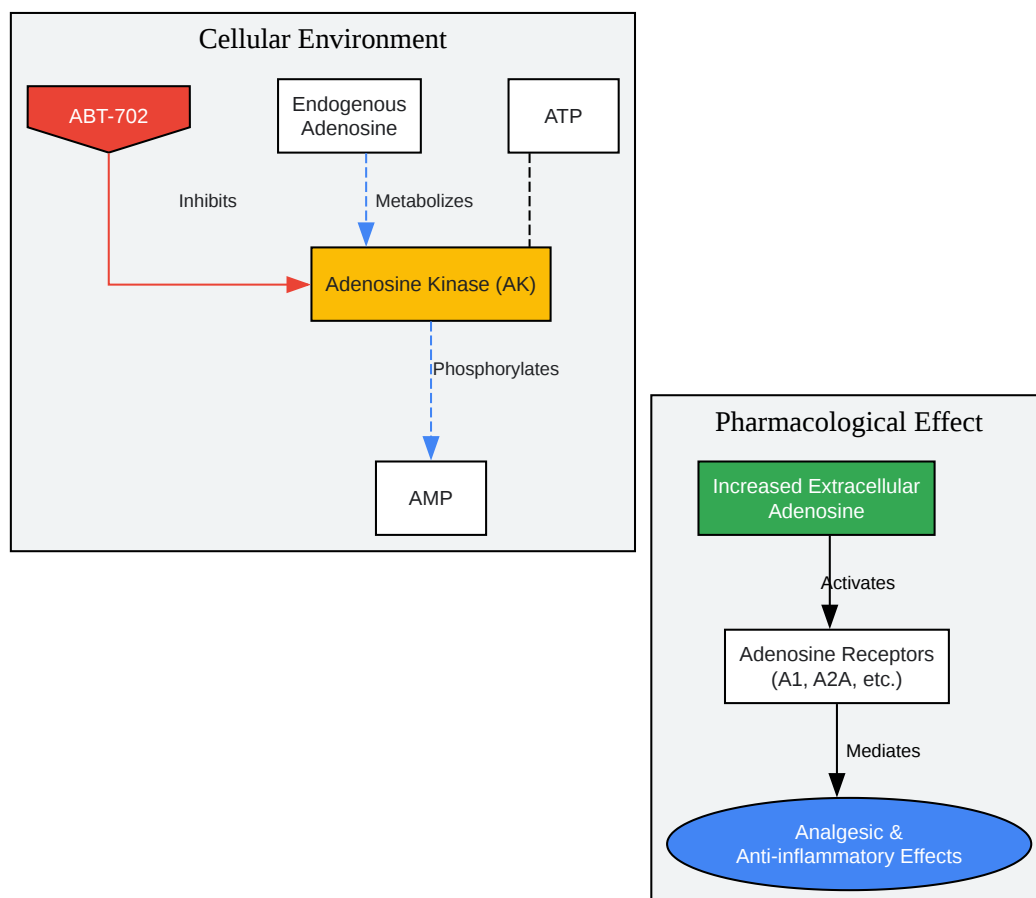 Cellular Environment
ABT-702
Endogenous
Adenosine
ATP
Inhibits
Metabolizes
Adenosine Kinase (AK)
Phosphorylates
AMP
Pharmacological Effect
Increased Extracellular
Adenosine
Activates
Adenosine Receptors
(A1, A2A, etc.)
Mediates
Analgesic &
Anti-inflammatory Effects